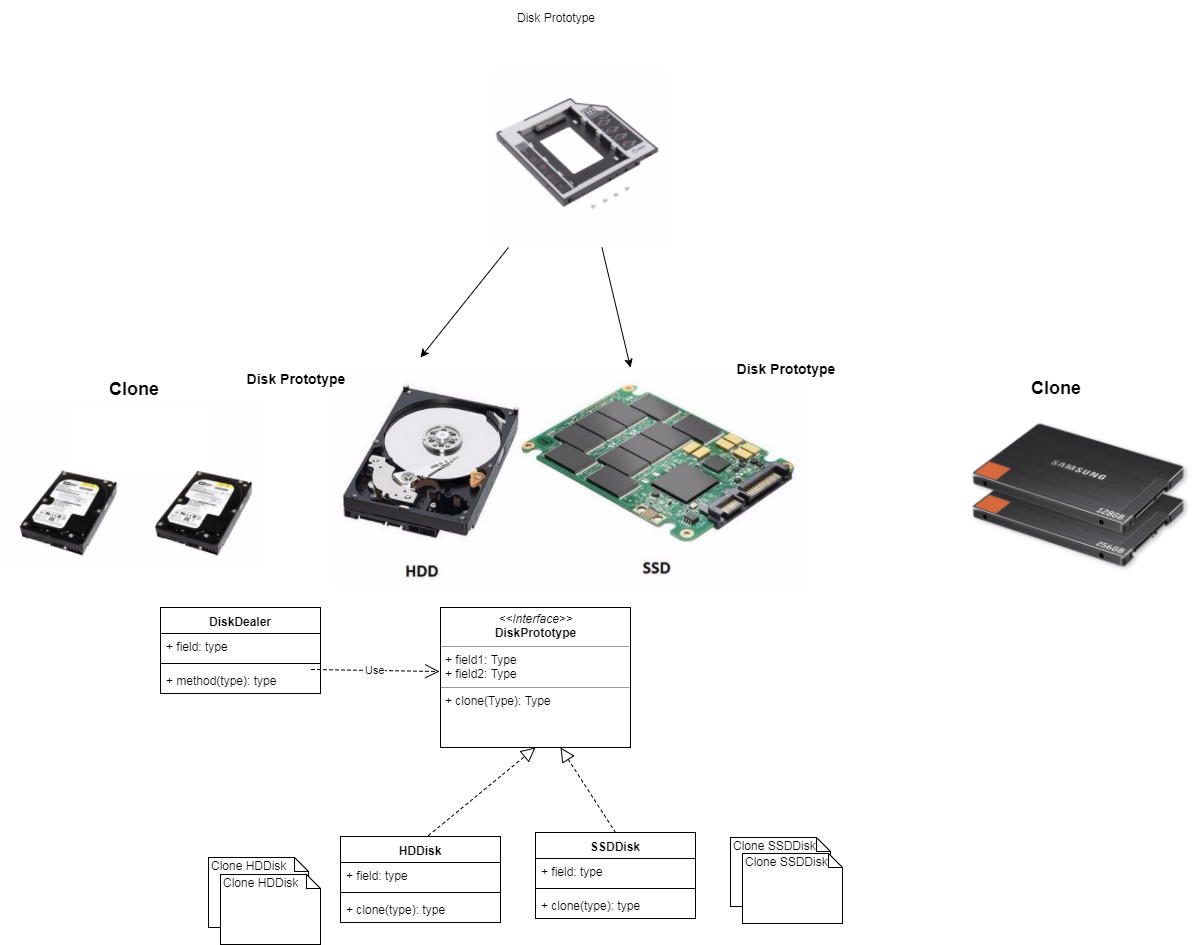 Disk Prototype
Clone
Disk Prototype
Disk Prototype
Clone
SAMSUNG
128GB
256GB
HDD
SSD
DiskDealer
+ field: type
+ method(type): type
Use
<<Interface>>
DiskPrototype
+ field1: Type
+ field2: Type
+ clone(Type): Type
HDDisk
+ field: type
+ clone(type): type
SSDDisk
+ field: type
+ clone(type): type
Clone HDDisk
Clone HDDisk
Clone SSDDisk
Clone SSDDisk